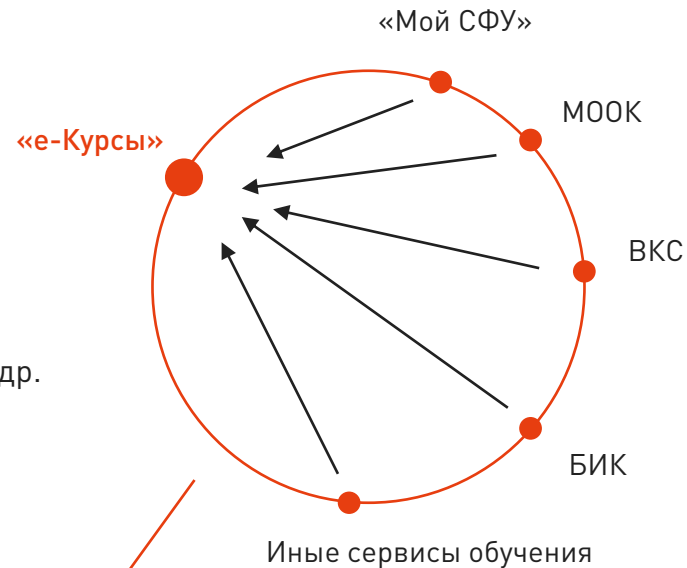 «Мой СФУ»
МООК
«е-Курсы»
ВКС
др.
БИК
Иные сервисы обучения